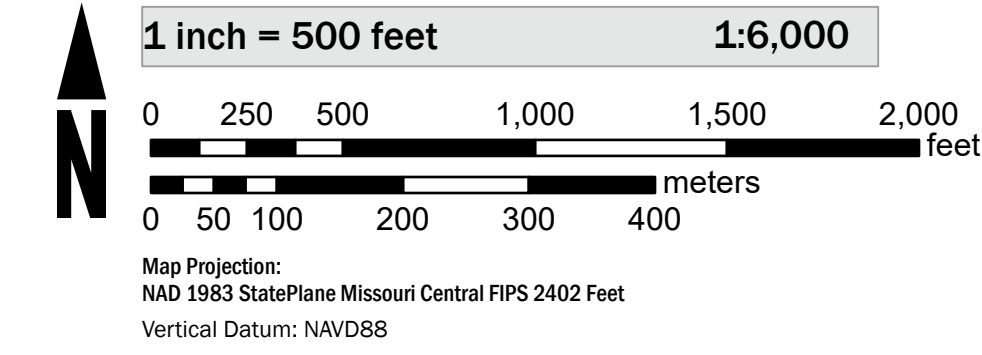 1 inch = 500 feet 1:6,000
0 250 500 1,000 1,500 2,000
feet
meters
0 50 100 200 300 400
N
Map Projection:
NAD 1983 StatePlane Missouri Central FIPS 2402 Feet
Vertical Datum: NAVD88